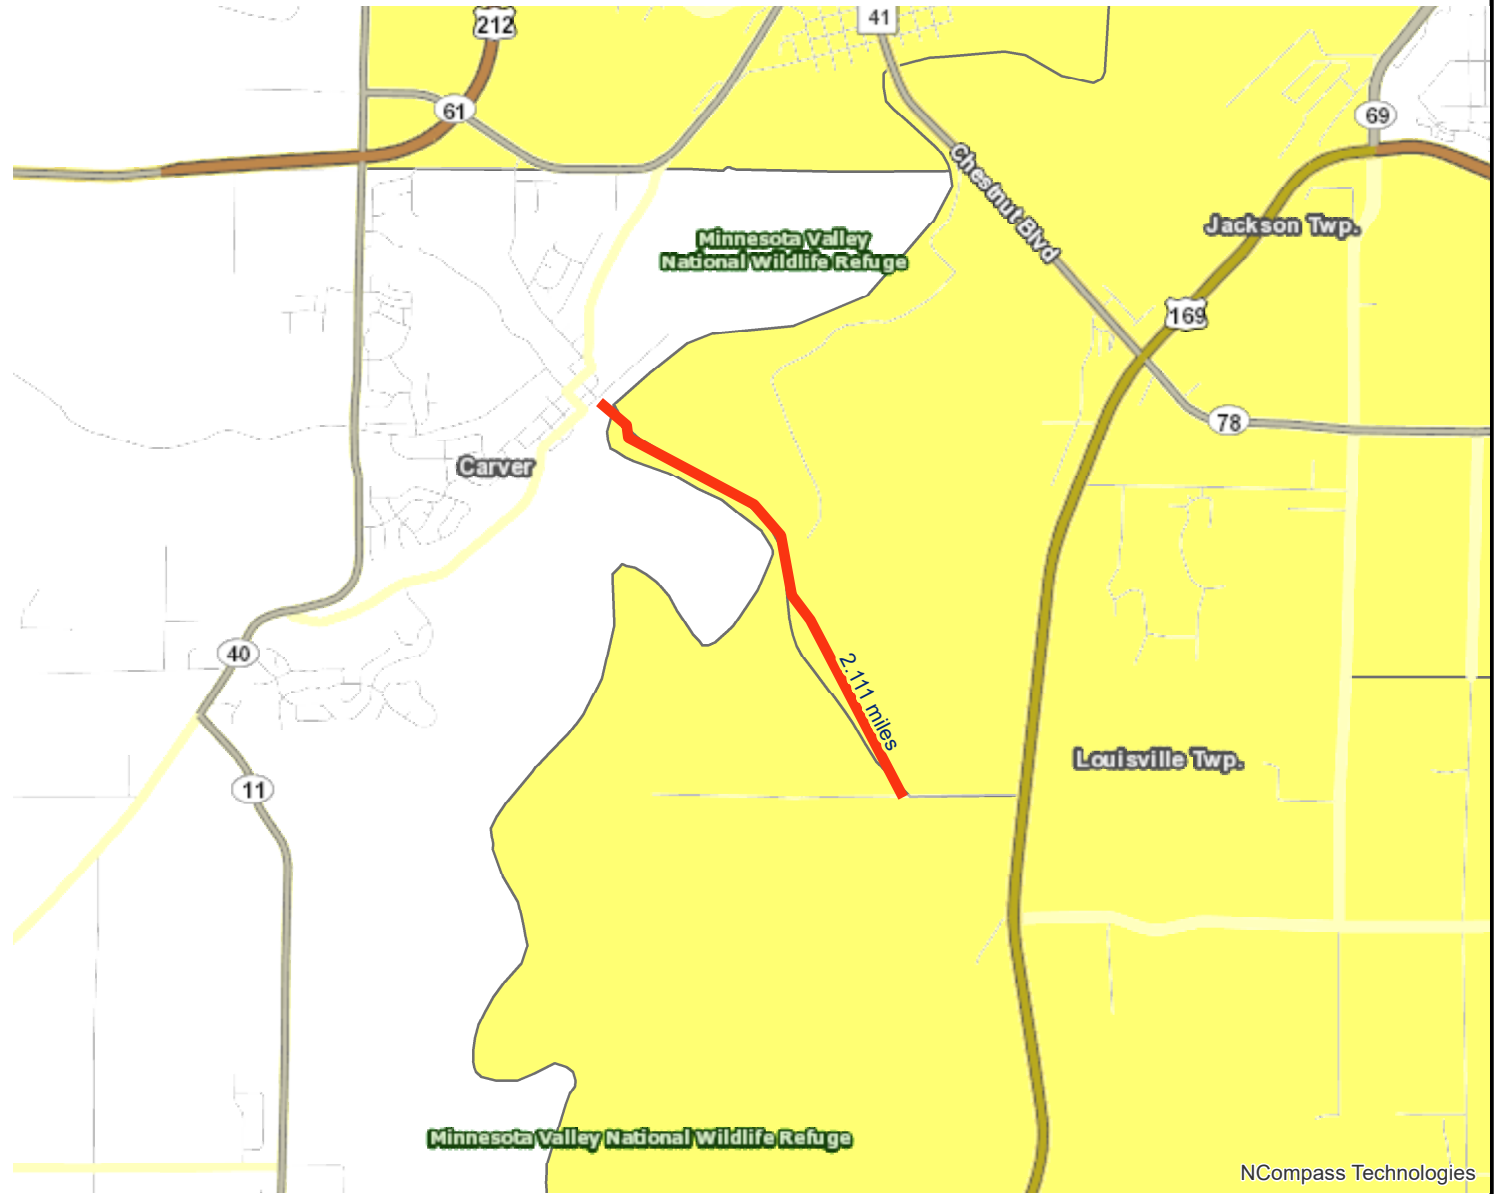 212
41
61
69
Chestnut Blvd
Jackson Twp.
Minnesota Valley
National Wildlife Refuge
169
78
Carver
40
2.111 miles
Louisville Twp.
11
Minnesota Valley National Wildlife Refuge
NCompass Technologies